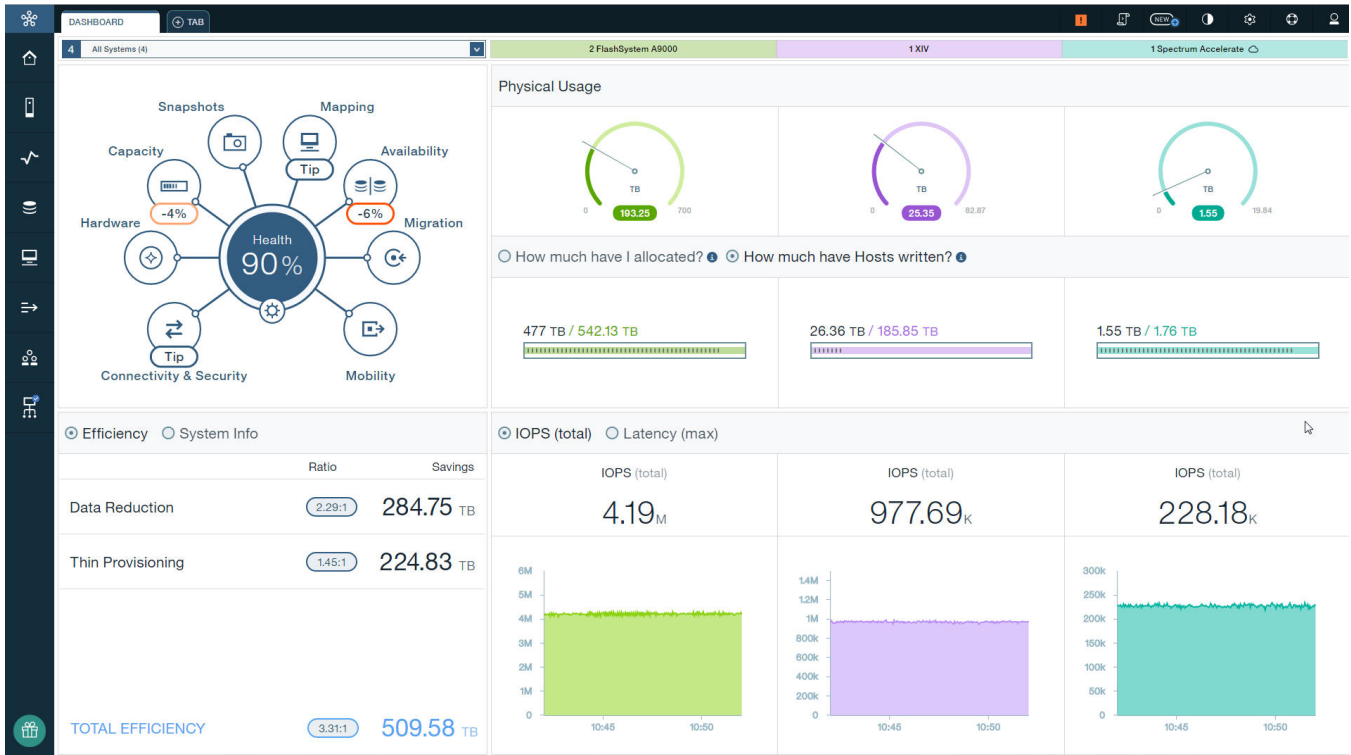 DASHBOARD
TAB
!
NEW
4 All Systems (4)
2 FlashSystem A9000
1 XIV
1 Spectrum Accelerate
Snapshots
Mapping
Capacity
Tip
Availability
-4%
-6%
Hardware
Migration
Health
90%
Tip
Connectivity & Security
Mobility
Physical Usage
TB
0
193.25
700
TB
0
25.35
82.87
TB
0
1.55
19.84
How much have I allocated?
How much have Hosts written?
477 TB / 542.13 TB
26.36 TB / 185.85 TB
1.55 TB / 1.76 TB
Efficiency
System Info
Ratio Savings
Data Reduction 2.29:1 284.75 TB
Thin Provisioning 1.45:1 224.83 TB
TOTAL EFFICIENCY 3.31:1 509.58 TB
IOPS (total)
Latency (max)
IOPS (total)
4.19M
6M
5M
4M
3M
2M
1M
0
10:45 10:50
IOPS (total)
977.69K
1.4M
1.2M
1M
800k
600k
400k
200k
0
10:45 10:50
IOPS (total)
228.18K
300k
250k
200k
150k
100k
50k
0
10:45 10:50